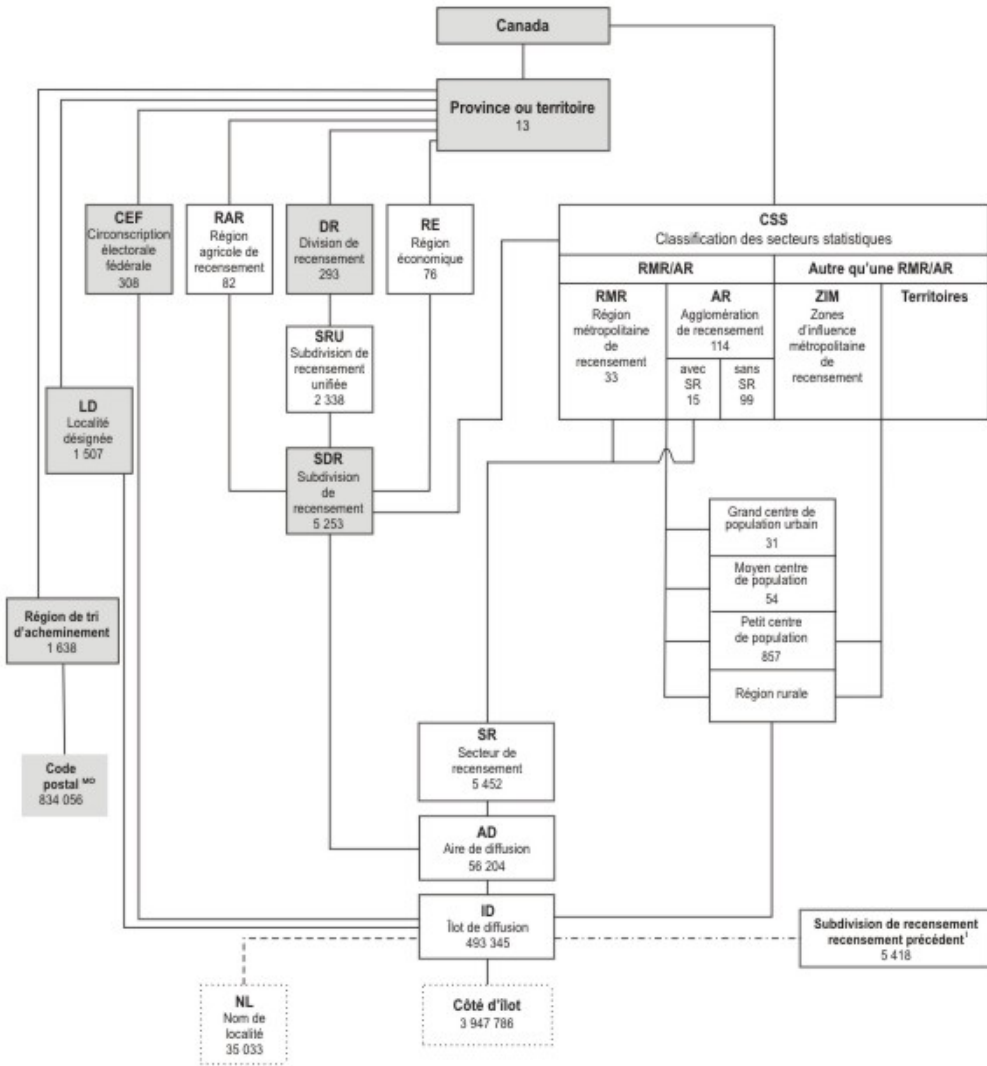 Canada
Province ou territoire
13
CEF
Circonscription
électorale
fédérale
308
RAR
Région
agricole de
recensement
82
DR
Division de
recensement
293
RE
Région
économique
76
CSS
Classification des secteurs statistiques
RMR/AR
Autre qu'une RMR/AR
RMR
Région
métropolitaine
de
recensement
33
AR
Agglomération
de recensement
114
avec
SR
15
sans
SR
99
ZIM
Zones
d'influence
métropolitaine
de
recensement
Territoires
SRU
Subdivision de
recensement
unifiée
2 338
LD
Localité
désignée
1 507
SDR
Subdivision
de
recensement
5 253
Grand centre de
population urbain
31
Moyen centre
de population
54
Petit centre
de population
857
Région rurale
Région de tri
d'acheminement
1 638
Code
postal MD
834 056
SR
Secteur de
recensement
5 452
AD
Aire de diffusion
56 204
ID
Îlot de diffusion
493 345
Subdivision de recensement
recensement précédent¹
5 418
NL
Nom de
localité
35 033
Côté d'îlot
3 947 786